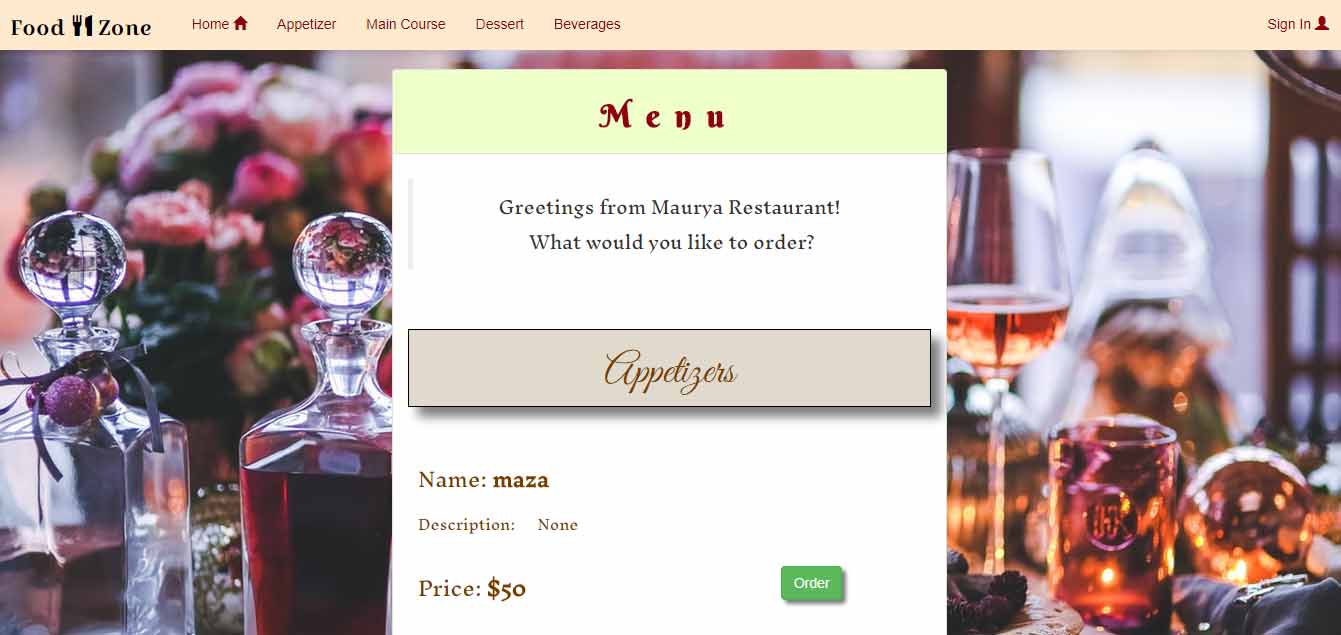 Food Zone Home Appetizer Main Course Dessert Beverages Sign In
Menu
Greetings from Maurya Restaurant!
What would you like to order?
Appetizers
Name: maza
Description: None
Price: $50 Order